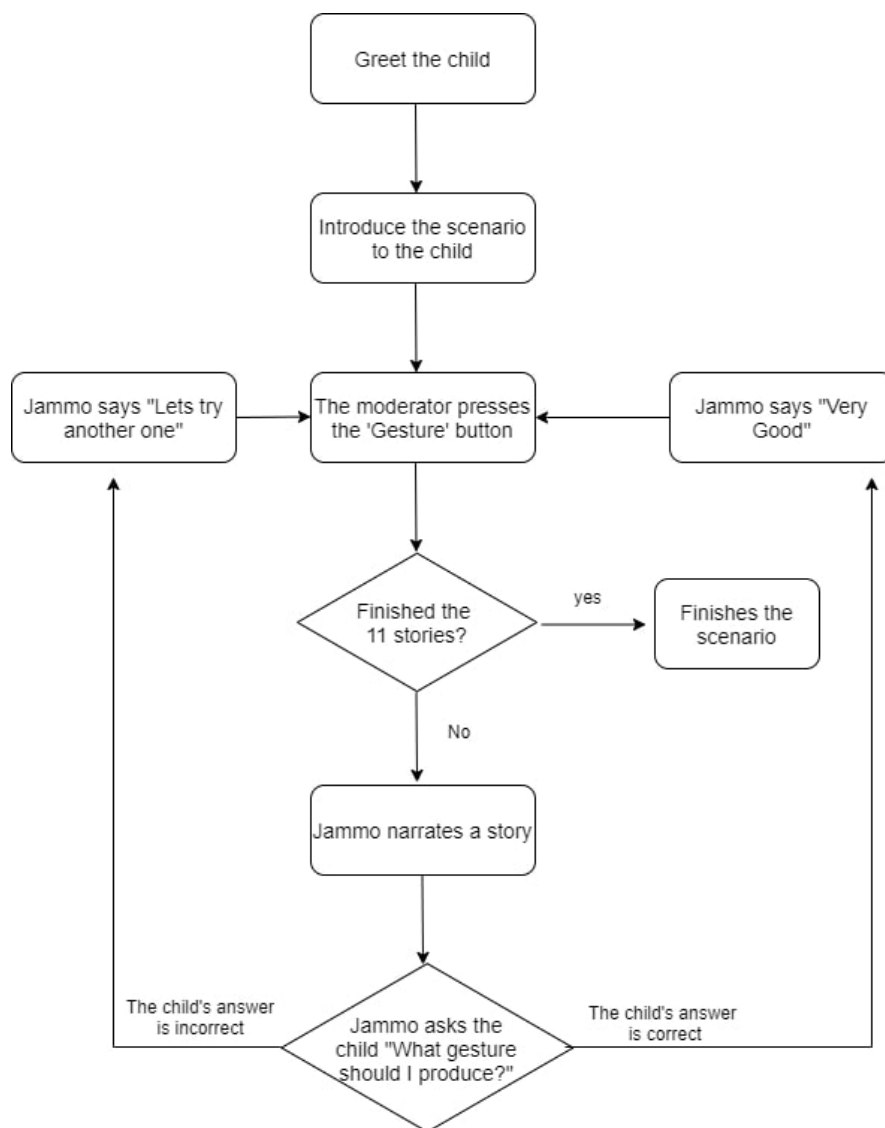 Greet the child
Introduce the scenario
to the child
Jammo says "Lets try
another one"
The moderator presses
the 'Gesture' button
Jammo says "Very
Good"
Finished the
11 stories?
yes
Finishes the
scenario
No
Jammo narrates a story
The child's answer
is incorrect
Jammo asks the
child "What gesture
should I produce?"
The child's answer
is correct